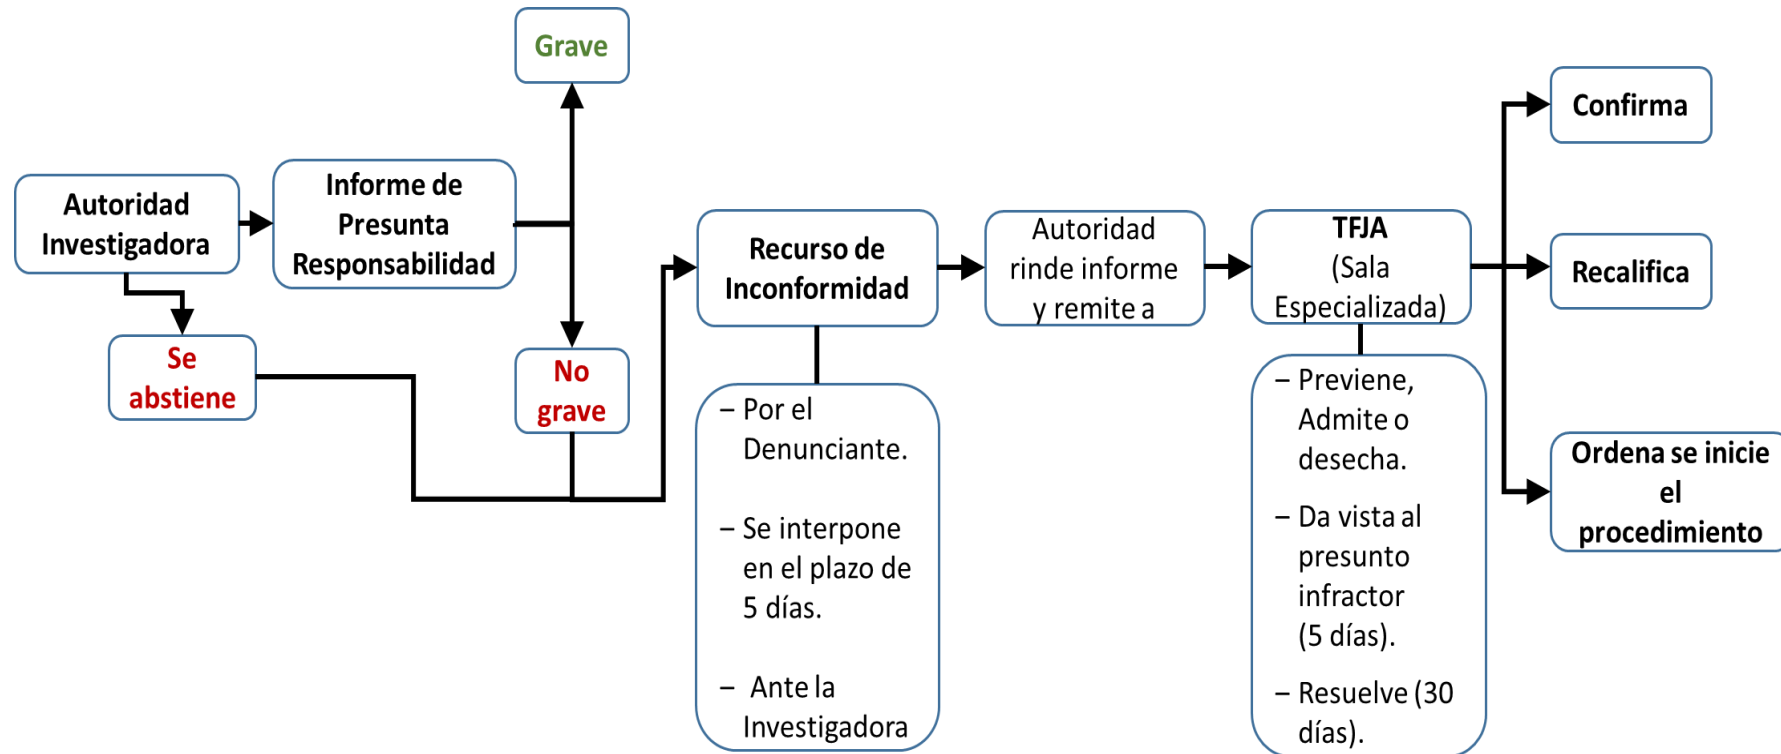 Grave
Confirma
Autoridad
Investigadora
Informe de
Presunta
Responsabilidad
Recurso de
Inconformidad
Autoridad
rinde informe
y remite a
TFJA
(Sala
Especializada)
Recalifica
Se
abstiene
No
grave
– Por el
Denunciante.
– Se interpone
en el plazo de
5 días.
– Ante la
Investigadora
– Previene,
Admite o
desecha.
– Da vista al
presunto
infractor
(5 días).
– Resuelve (30
días).
Ordena se inicie
el
procedimiento